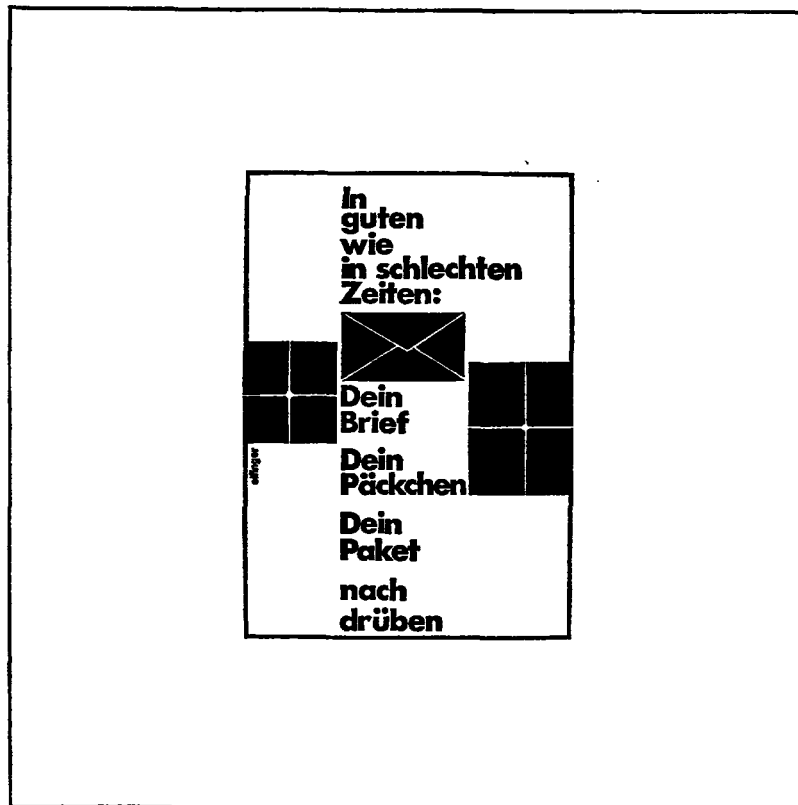 In
guten
wie
in schlechten
Zeiten:
Dein
Brief
Dein
Päckchen
Dein
Paket
nach
drüben